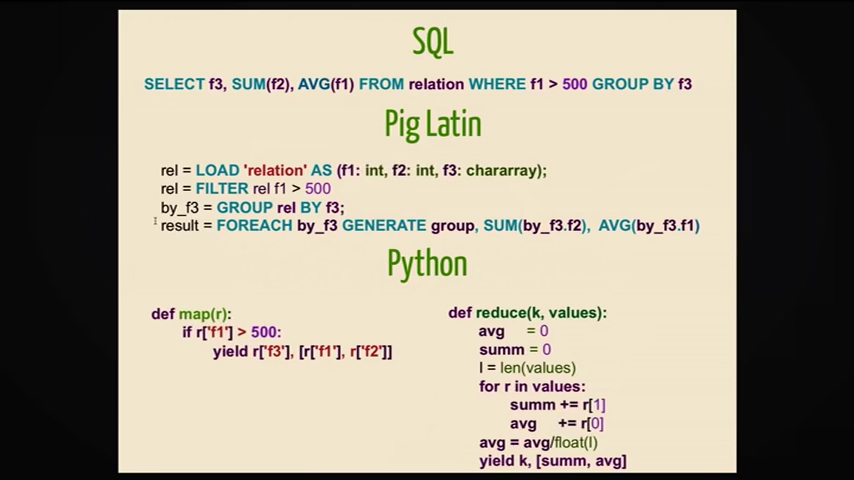 SQL
SELECT f3, SUM(f2), AVG(f1) FROM relation WHERE f1 > 500 GROUP BY f3
Pig Latin
rel = LOAD 'relation' AS (f1: int, f2: int, f3: chararray);
rel = FILTER rel f1 > 500
by_f3 = GROUP rel BY f3;
result = FOREACH by_f3 GENERATE group, SUM(by_f3.f2), AVG(by_f3.f1)
Python
def map(r):
if r['f1'] > 500:
yield r['f3'], [r['f1'], r['f2']]
def reduce(k, values):
avg = 0
summ = 0
l = len(values)
for r in values:
summ += r[1]
avg += r[0]
avg = avg/float(l)
yield k, [summ, avg]